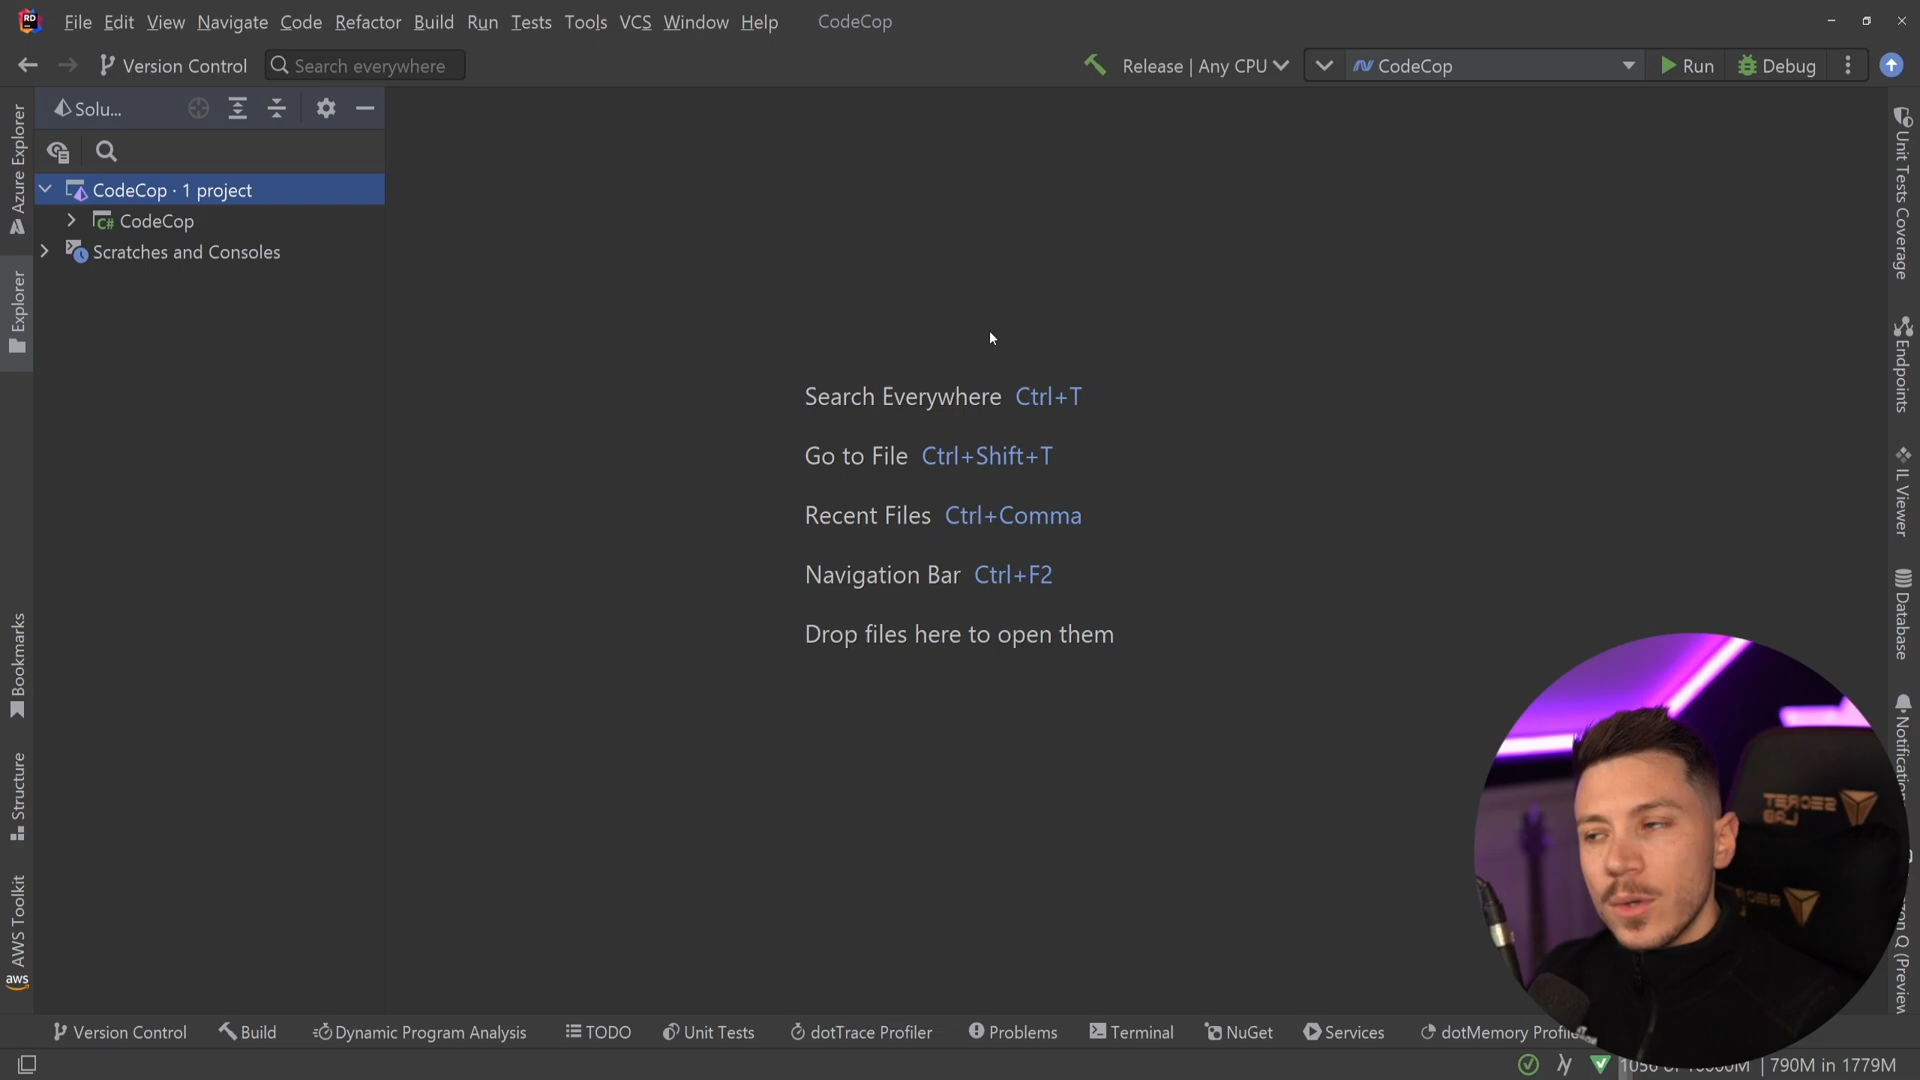 RD File Edit View Navigate Code Refactor Build Run Tests Tools VCS Window Help CodeCop
Version Control Search everywhere Release | Any CPU CodeCop Run Debug
Solu...
CodeCop · 1 project
C# CodeCop
Scratches and Consoles
Azure Explorer
Explorer
Bookmarks
Structure
AWS Toolkit
aws
Search Everywhere Ctrl+T
Go to File Ctrl+Shift+T
Recent Files Ctrl+Comma
Navigation Bar Ctrl+F2
Drop files here to open them
Unit Tests Coverage
Endpoints
IL Viewer
Database
Version Control Build Dynamic Program Analysis TODO Unit Tests dotTrace Profiler Problems Terminal NuGet Services dotMemory
790M in 1779M